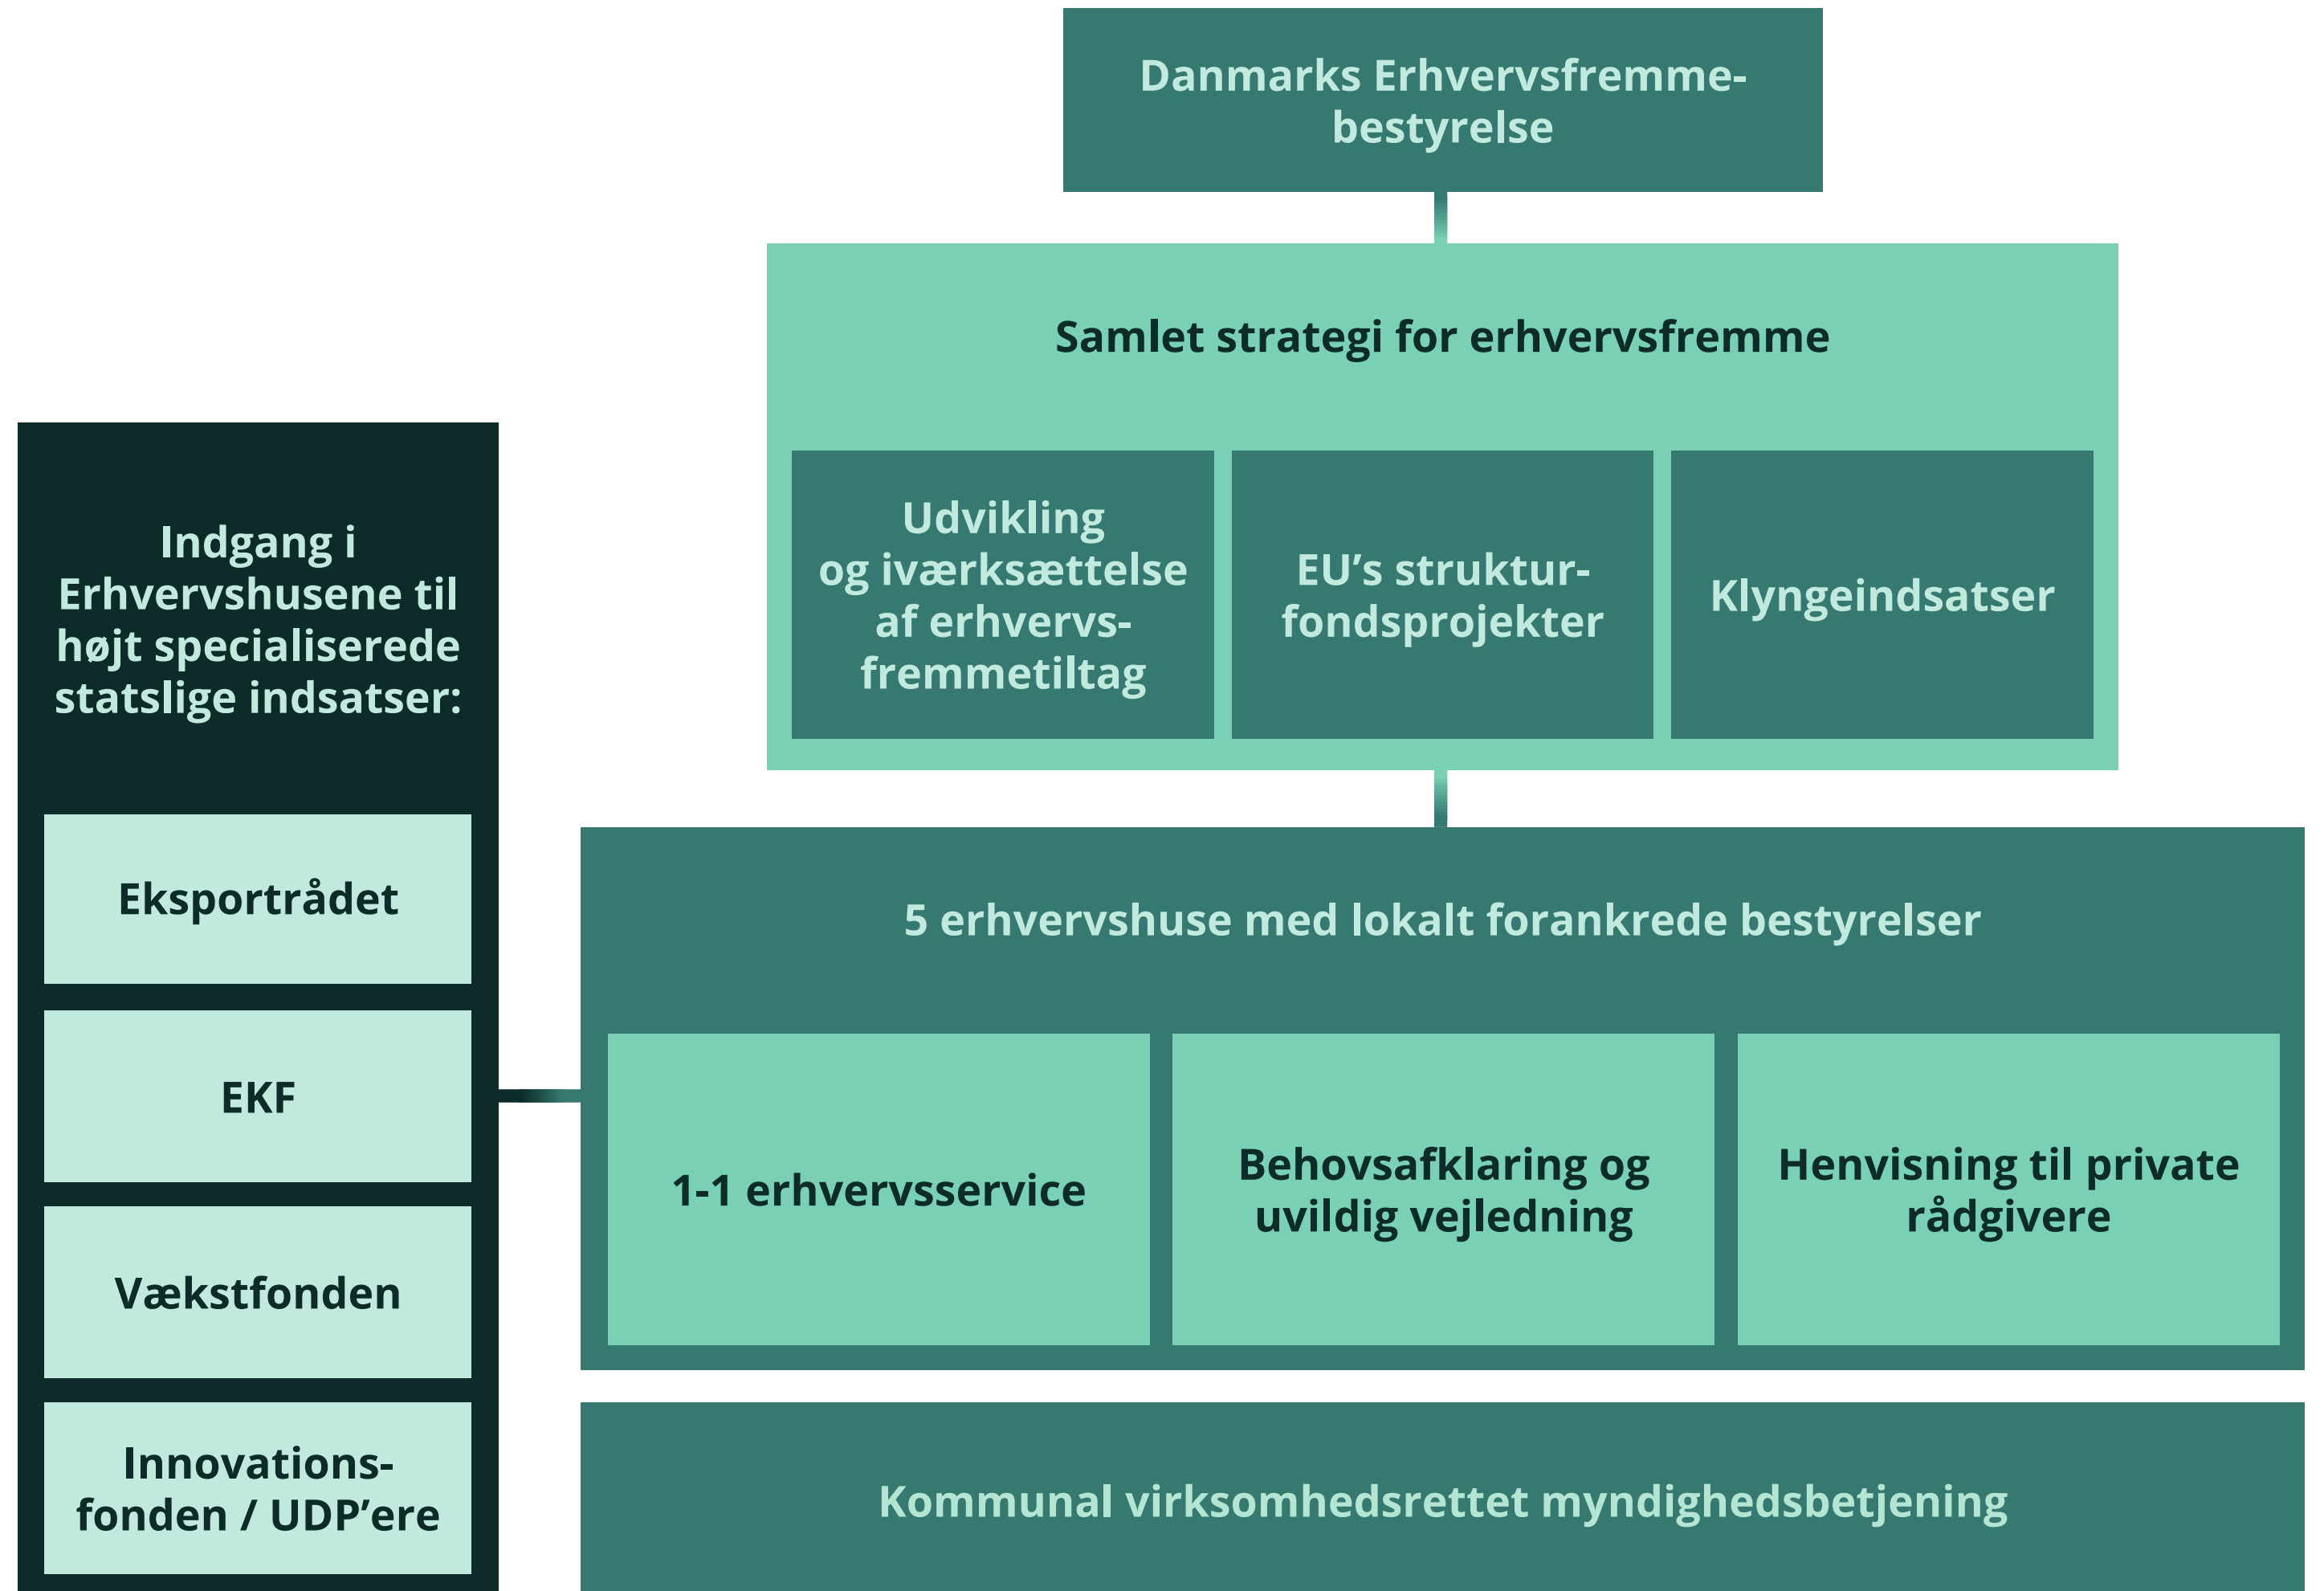 Danmarks Erhvervsfremme-
bestyrelse
Samlet strategi for erhvervsfremme
Udvikling
og iværksættelse
af erhvervs-
fremmetiltag
EU’s struktur-
fondsprojekter
Klyngeindsatser
Indgang i
Erhvervshusene til
højt specialiserede
statslige indsatser:
Eksportrådet
EKF
Vækstfonden
Innovations-
fonden / UDP’ere
5 erhvervshuse med lokalt forankrede bestyrelser
1-1 erhvervsservice
Behovsafklaring og
uvildig vejledning
Henvisning til private
rådgivere
Kommunal virksomhedsrettet myndighedsbetjening